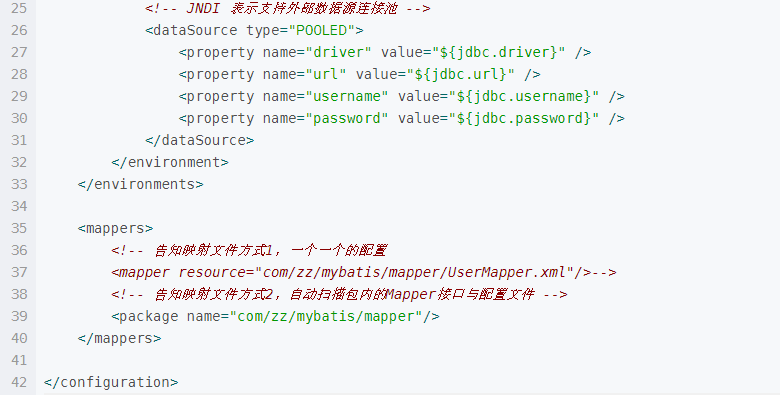 25 <!-- JNDI 表示支持外部数据源连接池 -->
26 <dataSource type="POOLED">
27 <property name="driver" value="${jdbc.driver}" />
28 <property name="url" value="${jdbc.url}" />
29 <property name="username" value="${jdbc.username}" />
30 <property name="password" value="${jdbc.password}" />
31 </dataSource>
32 </environment>
33 </environments>
34
35 <mappers>
36 <!-- 告知映射文件方式1，一个一个的配置
37 <mapper resource="com/zz/mybatis/mapper/UserMapper.xml"/>-->
38 <!-- 告知映射文件方式2，自动扫描包内的Mapper接口与配置文件 -->
39 <package name="com/zz/mybatis/mapper"/>
40 </mappers>
41
42 </configuration>